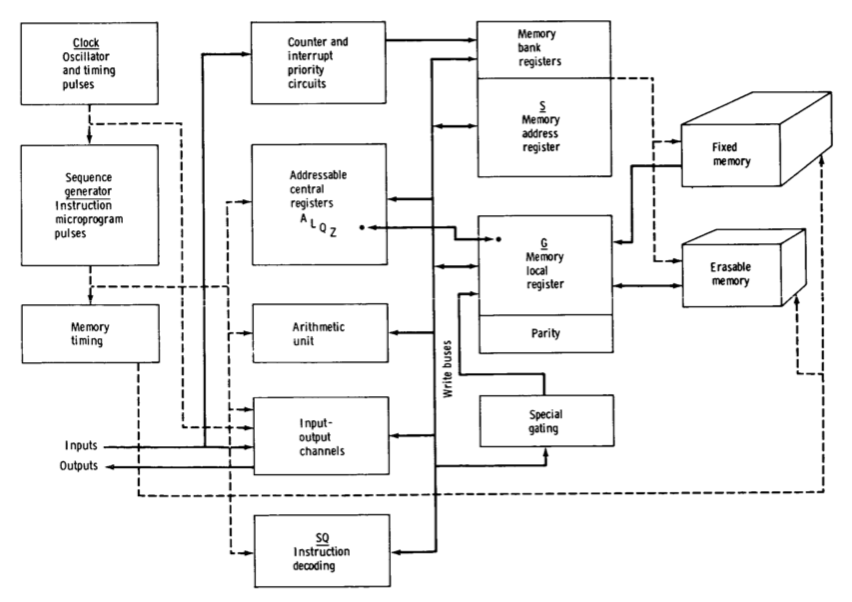 Clock
Oscillator
and timing
pulses
Sequence
generator
Instruction
microprogram
pulses
Memory
timing
Inputs
Outputs
Counter and
interrupt
priority
circuits
Addressable
central
registers
A L Q Z
Arithmetic
unit
Input-
output
channels
SQ
Instruction
decoding
Write buses
Memory
bank
registers
S
Memory
address
register
G
Memory
local
register
Parity
Special
gating
Fixed
memory
Erasable
memory